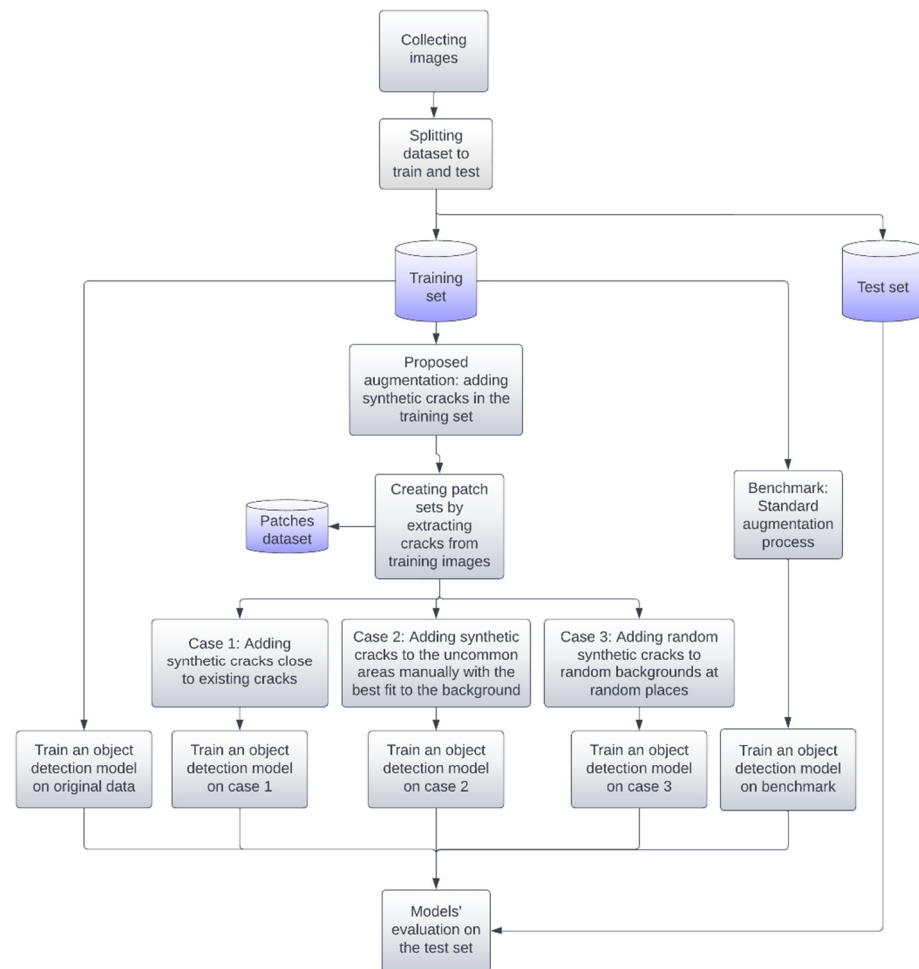 Collecting
images
Splitting
dataset to
train and test
Training
set
Test set
Proposed
augmentation: adding
synthetic cracks in the
training set
Creating patch
sets by
extracting
cracks from
training images
Patches
dataset
Benchmark:
Standard
augmentation
process
Case 1: Adding
synthetic cracks close
to existing cracks
Case 2: Adding synthetic
cracks to the uncommon
areas manually with the
best fit to the background
Case 3: Adding random
synthetic cracks to
random backgrounds at
random places
Train an object
detection model
on original data
Train an object
detection model
on case 1
Train an object
detection model
on case 2
Train an object
detection model
on case 3
Train an object
detection model
on benchmark
Models'
evaluation on
the test set